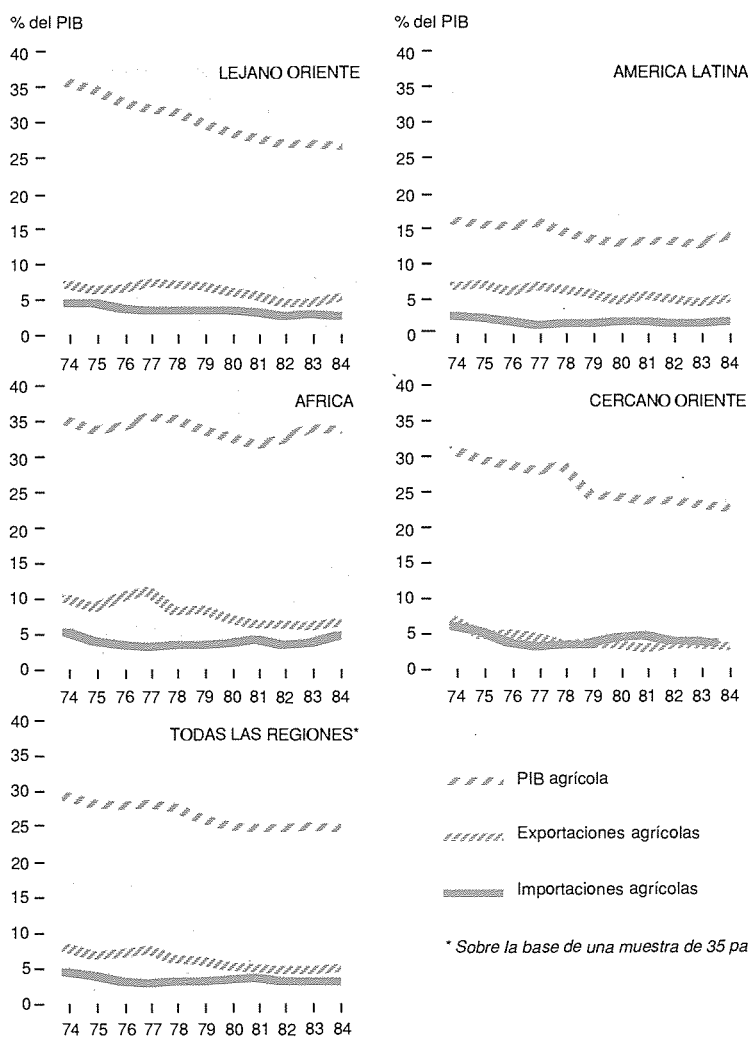 % del PIB
40
LEJANO ORIENTE
35
30
25
20
15
10
5
0
74 75 76 77 78 79 80 81 82 83 84
% del PIB
40
AMERICA LATINA
35
30
25
20
15
10
5
0
74 75 76 77 78 79 80 81 82 83 84
40
AFRICA
35
30
25
20
15
10
5
0
74 75 76 77 78 79 80 81 82 83 84
40
CERCANO ORIENTE
35
30
25
20
15
10
5
0
74 75 76 77 78 79 80 81 82 83 84
40
TODAS LAS REGIONES*
35
30
25
20
15
10
5
0
74 75 76 77 78 79 80 81 82 83 84
PIB agrícola
Exportaciones agrícolas
Importaciones agrícolas
* Sobre la base de una muestra de 35 pa